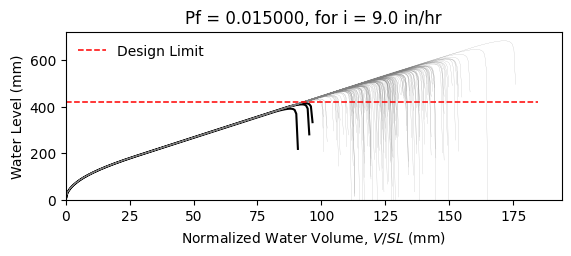 Pf = 0.015000, for i = 9.0 in/hr
Design Limit
Water Level (mm)
600
400
200
0
0 25 50 75 100 125 150 175
Normalized Water Volume, V/SL (mm)